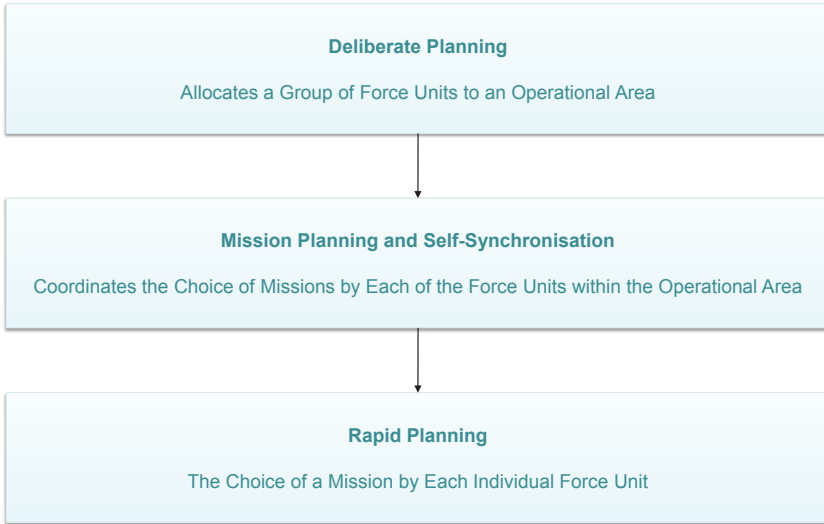 Deliberate Planning
Allocates a Group of Force Units to an Operational Area
Mission Planning and Self-Synchronisation
Coordinates the Choice of Missions by Each of the Force Units within the Operational Area
Rapid Planning
The Choice of a Mission by Each Individual Force Unit